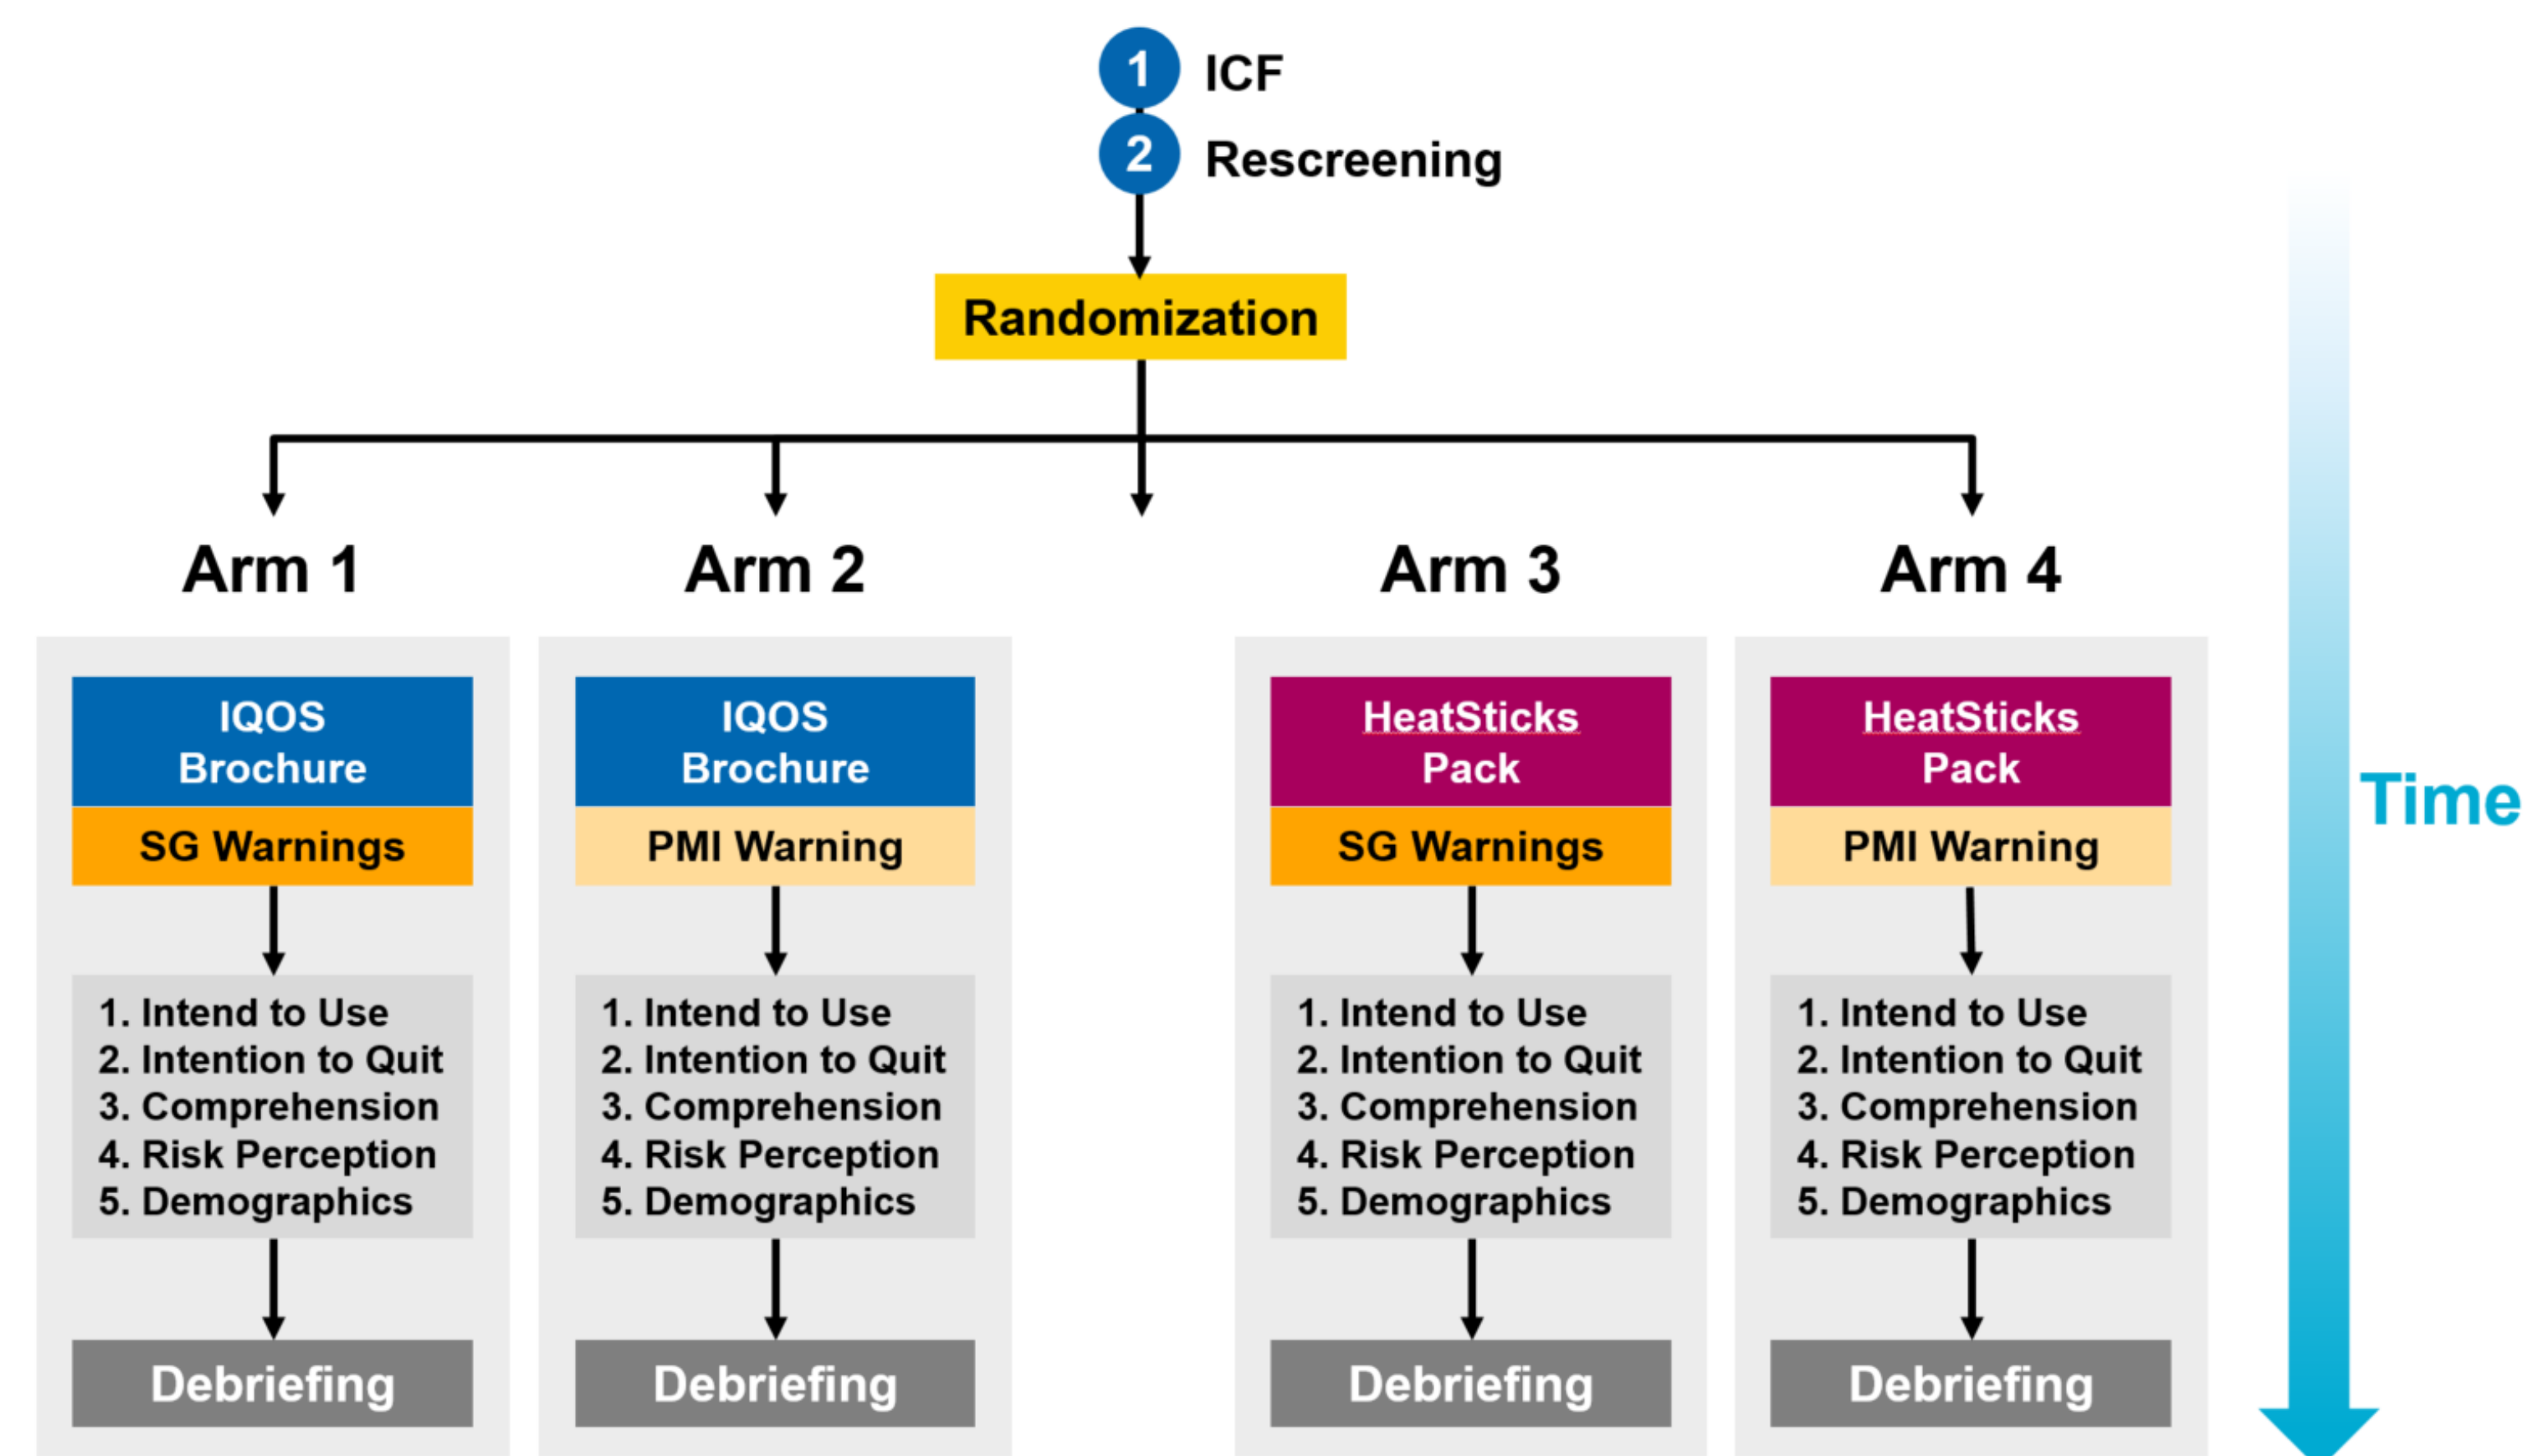 1 ICF
2 Rescreening
Randomization
Arm 1
Arm 2
Arm 3
Arm 4
IQOS
Brochure
SG Warnings
1. Intend to Use
2. Intention to Quit
3. Comprehension
4. Risk Perception
5. Demographics
Debriefing
IQOS
Brochure
PMI Warning
1. Intend to Use
2. Intention to Quit
3. Comprehension
4. Risk Perception
5. Demographics
Debriefing
HeatSticks
Pack
SG Warnings
1. Intend to Use
2. Intention to Quit
3. Comprehension
4. Risk Perception
5. Demographics
Debriefing
HeatSticks
Pack
PMI Warning
1. Intend to Use
2. Intention to Quit
3. Comprehension
4. Risk Perception
5. Demographics
Debriefing
Time